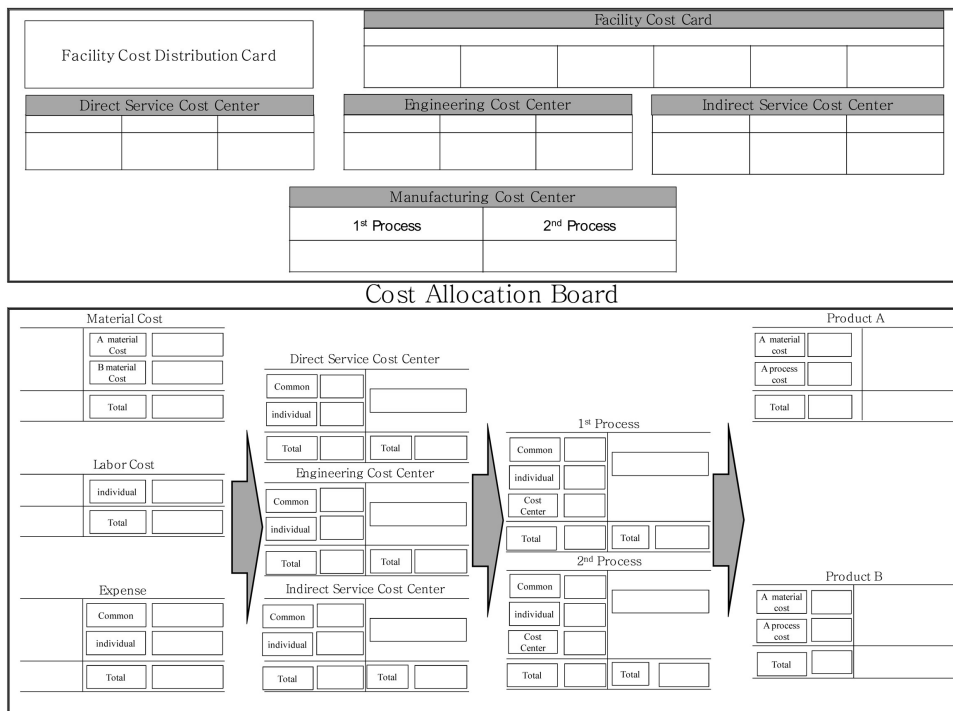 Facility Cost Distribution Card
Facility Cost Card
Direct Service Cost Center
Engineering Cost Center
Indirect Service Cost Center
Manufacturing Cost Center
1st Process
2nd Process
Cost Allocation Board
Material Cost
A material
Cost
B material
Cost
Total
Labor Cost
individual
Total
Expense
Common
individual
Total
Direct Service Cost Center
Common
individual
Total
Total
Engineering Cost Center
Common
individual
Total
Total
Indirect Service Cost Center
Common
individual
Total
Total
1st Process
Common
individual
Cost
Center
Total
Total
2nd Process
Common
individual
Cost
Center
Total
Total
Product A
A material
cost
A process
cost
Total
Product B
A material
cost
A process
cost
Total